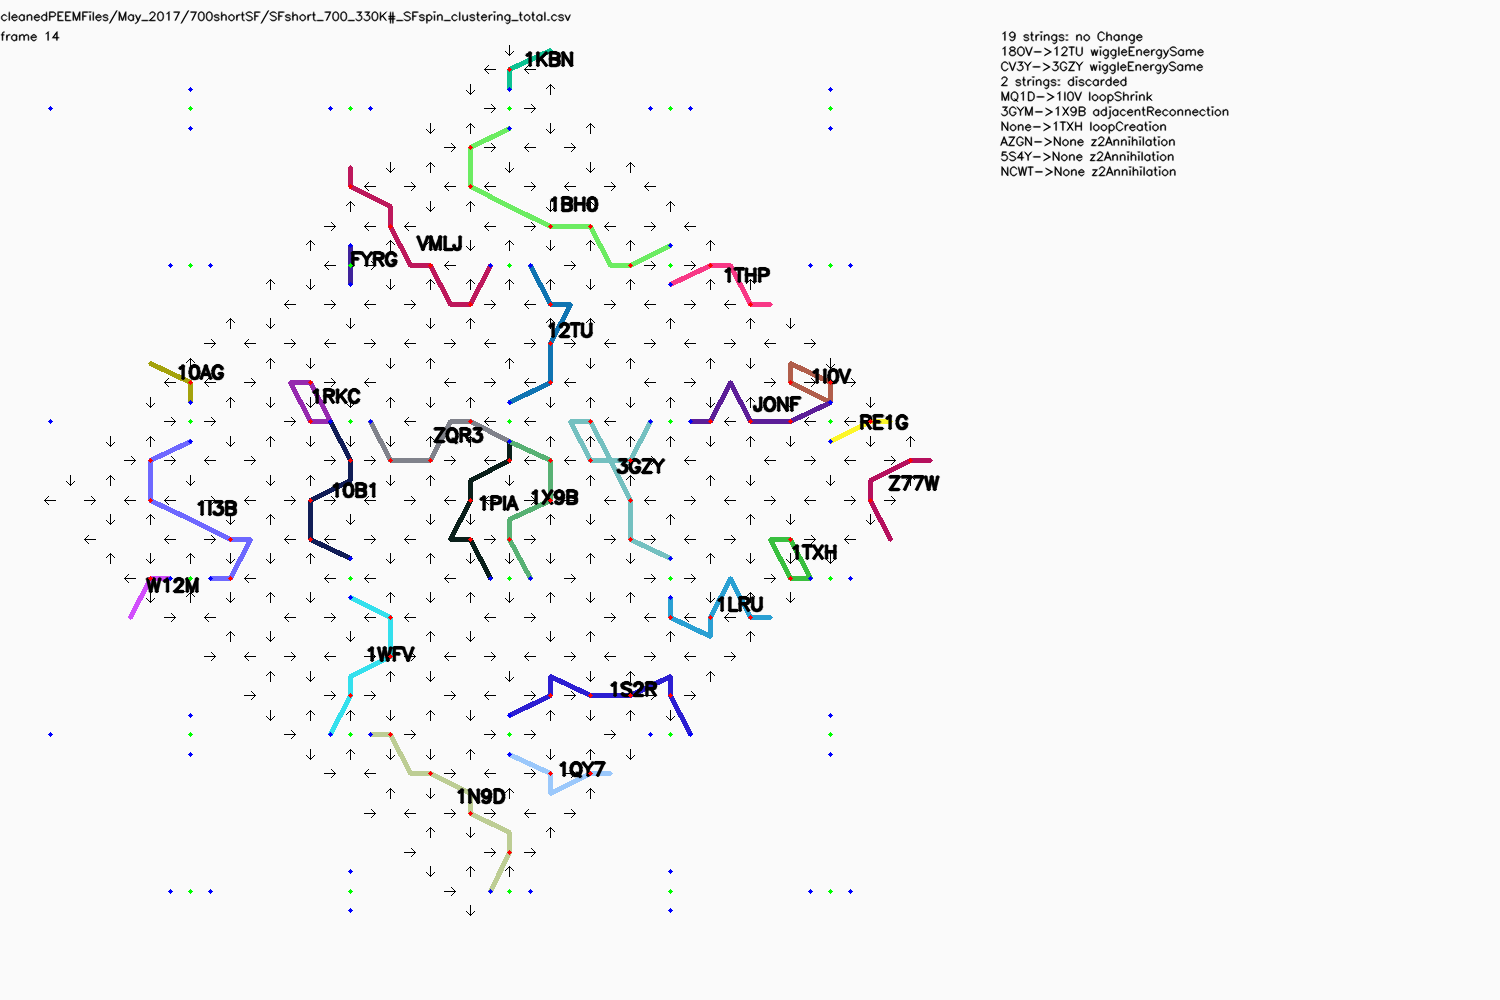 cleanedPEEMFiles/May_2017/700shortSF/SFshort_700_330K#_SFspin_clustering_total.csv
frame 14
19 strings: no Change
18OV->12TU wiggleEnergySame
CV3Y->3GZY wiggleEnergySame
2 strings: discarded
MQ1D->1I0V loopShrink
3GYM->1X9B adjacentReconnection
None->1TXH loopCreation
AZGN->None z2Annihilation
5S4Y->None z2Annihilation
NCWT->None z2Annihilation
1KBN
1BH0
VMLJ
FYRG
1THP
12TU
10AG
1RKC
1I0V
JONF
RE1G
ZQR3
3GZY
Z77W
10B1
1PIA
1X9B
1I3B
1TXH
W12M
1LRU
1WFV
1S2R
1QY7
1N9D